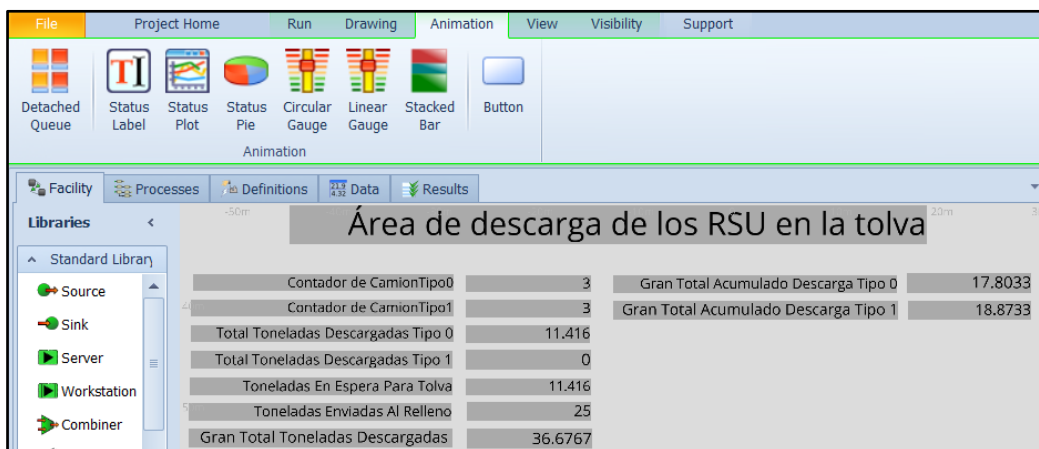 File Project Home Run Drawing Animation View Visibility Support
Detached Queue
Status Label
Status Plot
Status Pie
Circular Gauge
Linear Gauge
Stacked Bar
Button
Animation
Facility Processes Definitions Data Results
Libraries
Standard Library
Source
Sink
Server
Workstation
Combiner
-50m
20m
Área de descarga de los RSU en la tolva
Contador de CamionTipo0 3
Contador de CamionTipo1 3
Total Toneladas Descargadas Tipo 0 11.416
Total Toneladas Descargadas Tipo 1 0
Toneladas En Espera Para Tolva 11.416
Toneladas Enviadas Al Relleno 25
Gran Total Toneladas Descargadas 36.6767
Gran Total Acumulado Descarga Tipo 0 17.8033
Gran Total Acumulado Descarga Tipo 1 18.8733